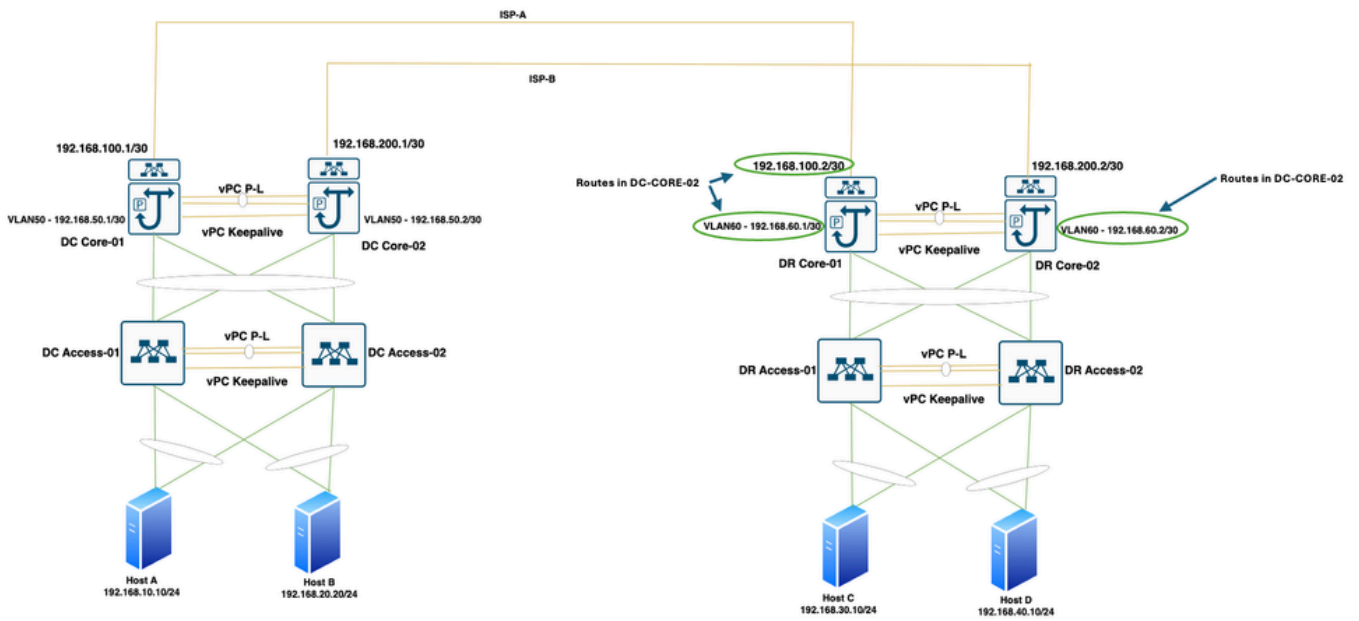 ISP-A
ISP-B
192.168.100.1/30
192.168.200.1/30
vPC P-L
P
P
VLAN50 - 192.168.50.1/30
VLAN50 - 192.168.50.2/30
vPC Keepalive
DC Core-01
DC Core-02
vPC P-L
DC Access-01
DC Access-02
vPC Keepalive
Host A
192.168.10.10/24
Host B
192.168.20.20/24
192.168.100.2/30
192.168.200.2/30
Routes in DC-CORE-02
Routes in DC-CORE-02
vPC P-L
P
P
VLAN60 - 192.168.60.1/30
VLAN60 - 192.168.60.2/30
vPC Keepalive
DR Core-01
DR Core-02
vPC P-L
DR Access-01
DR Access-02
vPC Keepalive
Host C
192.168.30.10/24
Host D
192.168.40.10/24